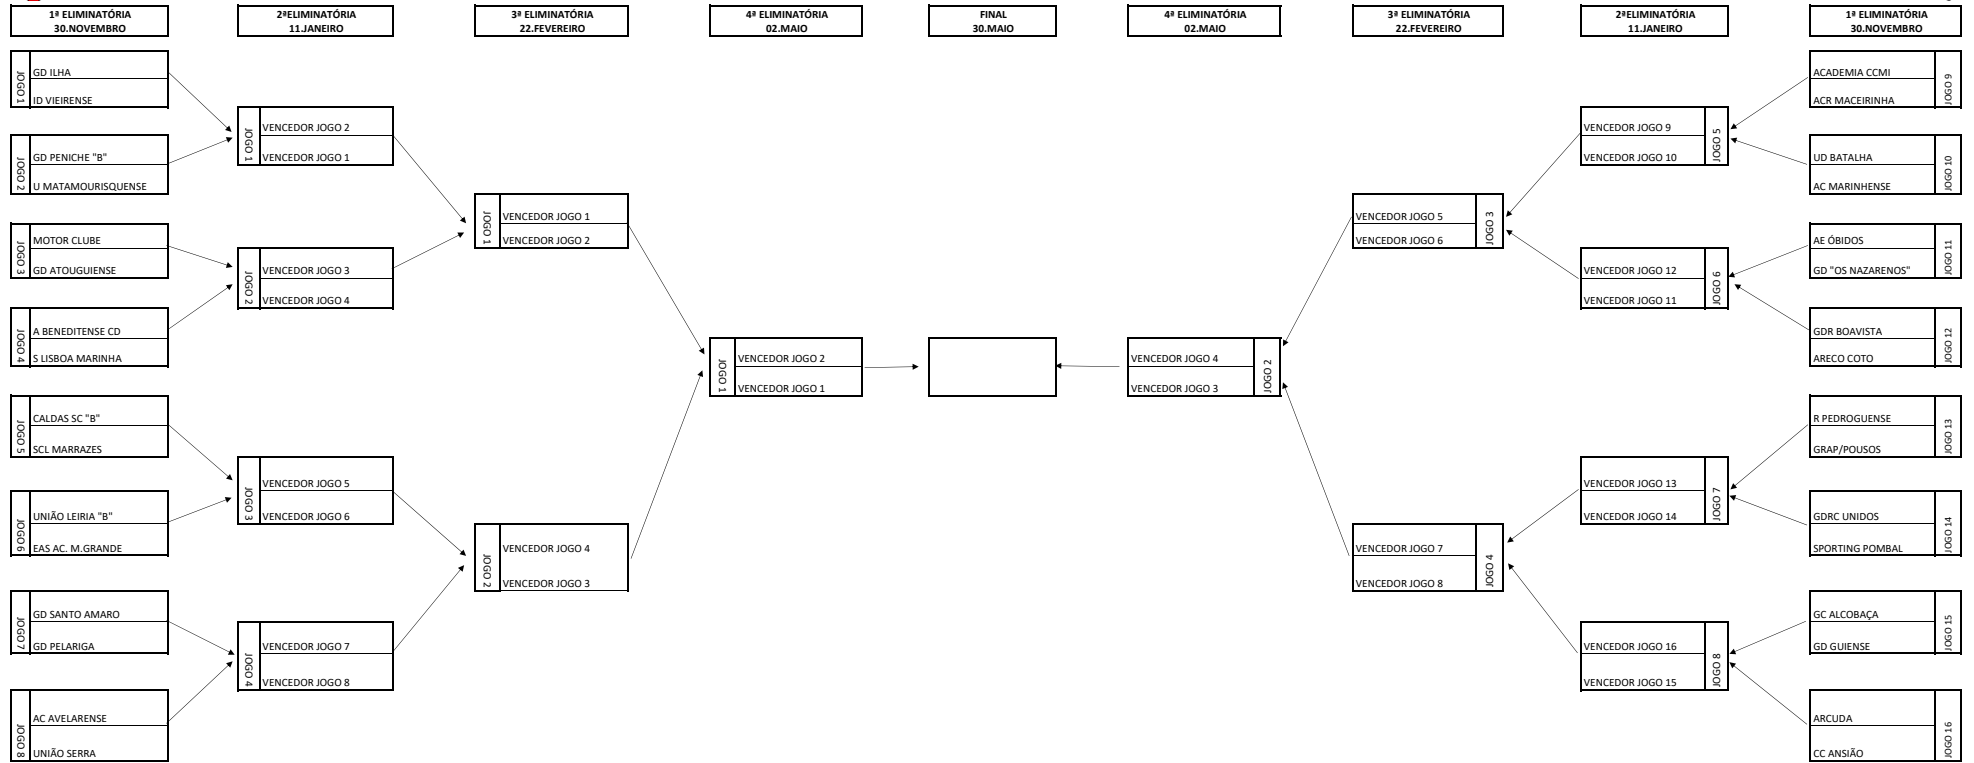 1ª ELIMINATÓRIA
30.NOVEMBRO
2ªELIMINATÓRIA
11.JANEIRO
3ª ELIMINATÓRIA
22.FEVEREIRO
4ª ELIMINATÓRIA
02.MAIO
FINAL
30.MAIO
4ª ELIMINATÓRIA
02.MAIO
3ª ELIMINATÓRIA
22.FEVEREIRO
2ªELIMINATÓRIA
11.JANEIRO
1ª ELIMINATÓRIA
30.NOVEMBRO
JOGO 1
GD ILHA
ID VIEIRENSE
JOGO 2
GD PENICHE "B"
U MATAMOURISQUENSE
JOGO 3
MOTOR CLUBE
GD ATOUGUIENSE
JOGO 4
A BENEDITENSE CD
S LISBOA MARINHA
JOGO 5
CALDAS SC "B"
SCL MARRAZES
JOGO 6
UNIÃO LEIRIA "B"
EAS AC. M.GRANDE
JOGO 7
GD SANTO AMARO
GD PELARIGA
JOGO 8
AC AVELARENSE
UNIÃO SERRA
JOGO 1
VENCEDOR JOGO 2
VENCEDOR JOGO 1
JOGO 2
VENCEDOR JOGO 3
VENCEDOR JOGO 4
JOGO 3
VENCEDOR JOGO 5
VENCEDOR JOGO 6
JOGO 4
VENCEDOR JOGO 7
VENCEDOR JOGO 8
JOGO 1
VENCEDOR JOGO 1
VENCEDOR JOGO 2
JOGO 2
VENCEDOR JOGO 4
VENCEDOR JOGO 3
JOGO 1
VENCEDOR JOGO 2
VENCEDOR JOGO 1
VENCEDOR JOGO 4
VENCEDOR JOGO 3
JOGO 2
VENCEDOR JOGO 5
VENCEDOR JOGO 6
JOGO 3
VENCEDOR JOGO 7
VENCEDOR JOGO 8
JOGO 4
VENCEDOR JOGO 9
VENCEDOR JOGO 10
JOGO 5
VENCEDOR JOGO 12
VENCEDOR JOGO 11
JOGO 6
VENCEDOR JOGO 13
VENCEDOR JOGO 14
JOGO 7
VENCEDOR JOGO 16
VENCEDOR JOGO 15
JOGO 8
ACADEMIA CCMI
ACR MACEIRINHA
JOGO 9
UD BATALHA
AC MARINHENSE
JOGO 10
AE ÓBIDOS
GD "OS NAZARENOS"
JOGO 11
GDR BOAVISTA
ARECO COTO
JOGO 12
R PEDROGUENSE
GRAP/POUSOS
JOGO 13
GDRC UNIDOS
SPORTING POMBAL
JOGO 14
GC ALCOBAÇA
GD GUIENSE
JOGO 15
ARCUDA
CC ANSIÃO
JOGO 16